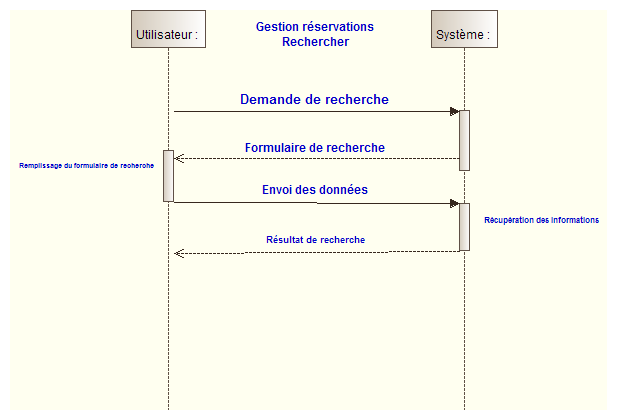 Gestion réservations
Rechercher
Utilisateur :
Système :
Demande de recherche
Formulaire de recherche
Remplissage du formulaire de recherche
Envoi des données
Récupération des informations
Résultat de recherche